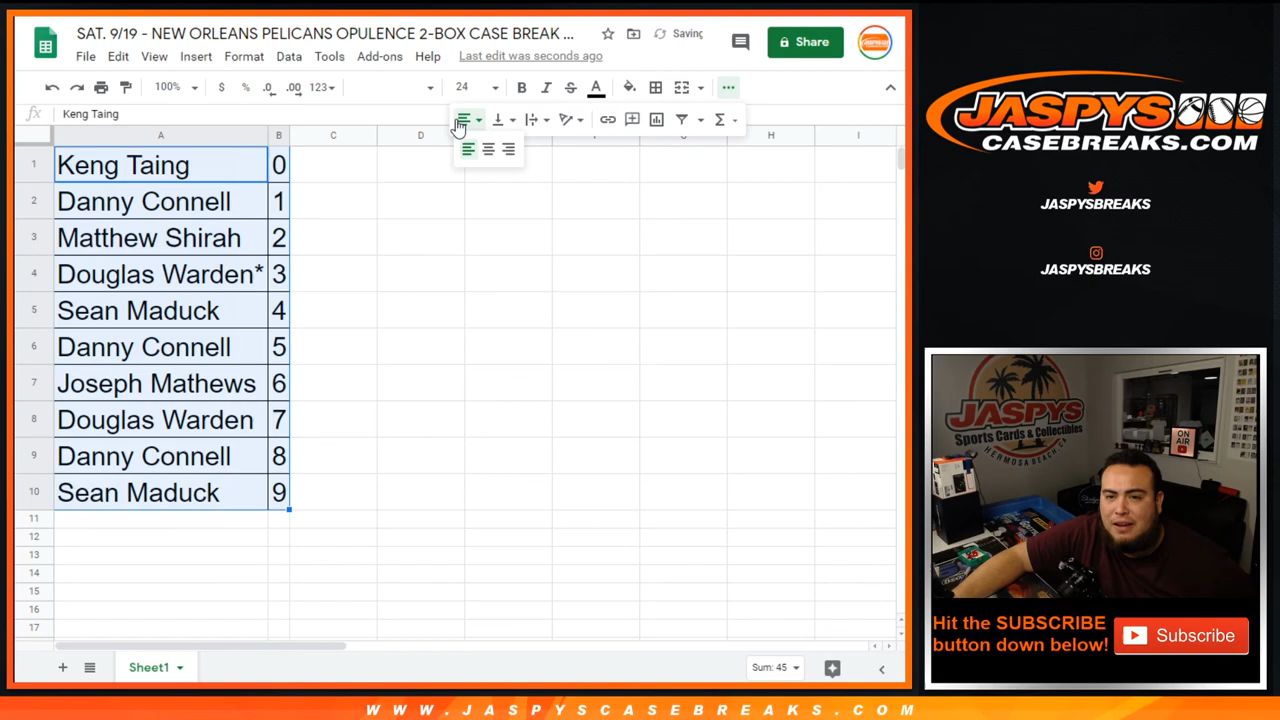 SAT. 9/19 - NEW ORLEANS PELICANS OPULENCE 2-BOX CASE BREAK ...
Saving
Share
File Edit View Insert Format Data Tools Add-ons Help Last edit was seconds ago
100% $ % .0 .00 123 24 B I S A
fx Keng Taing
A B C D H I
1 Keng Taing 0
2 Danny Connell 1
3 Matthew Shirah 2
4 Douglas Warden* 3
5 Sean Maduck 4
6 Danny Connell 5
7 Joseph Mathews 6
8 Douglas Warden 7
9 Danny Connell 8
10 Sean Maduck 9
11
12
13
14
15
16
17
Sheet1 Sum: 45
JASPYS
CASEBREAKS.COM
JASPYSBREAKS
JASPYSBREAKS
JASPYS
Sports Cards & Collectibles
HERMOSA BEACH, CA
ON
AIR
Hit the SUBSCRIBE
button down below!
Subscribe
WWW.JASPYSCASEBREAKS.COM